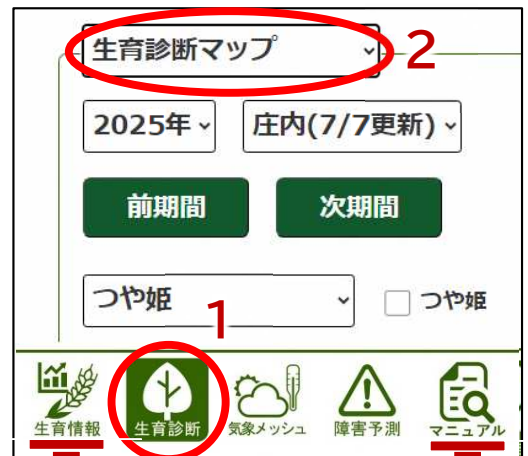 生育診断マップ 2
2025年 庄内(7/7更新)
前期間 次期間
つや姫 つや姫
1
生育情報 生育診断 気象メッシュ 障害予測 マニュアル